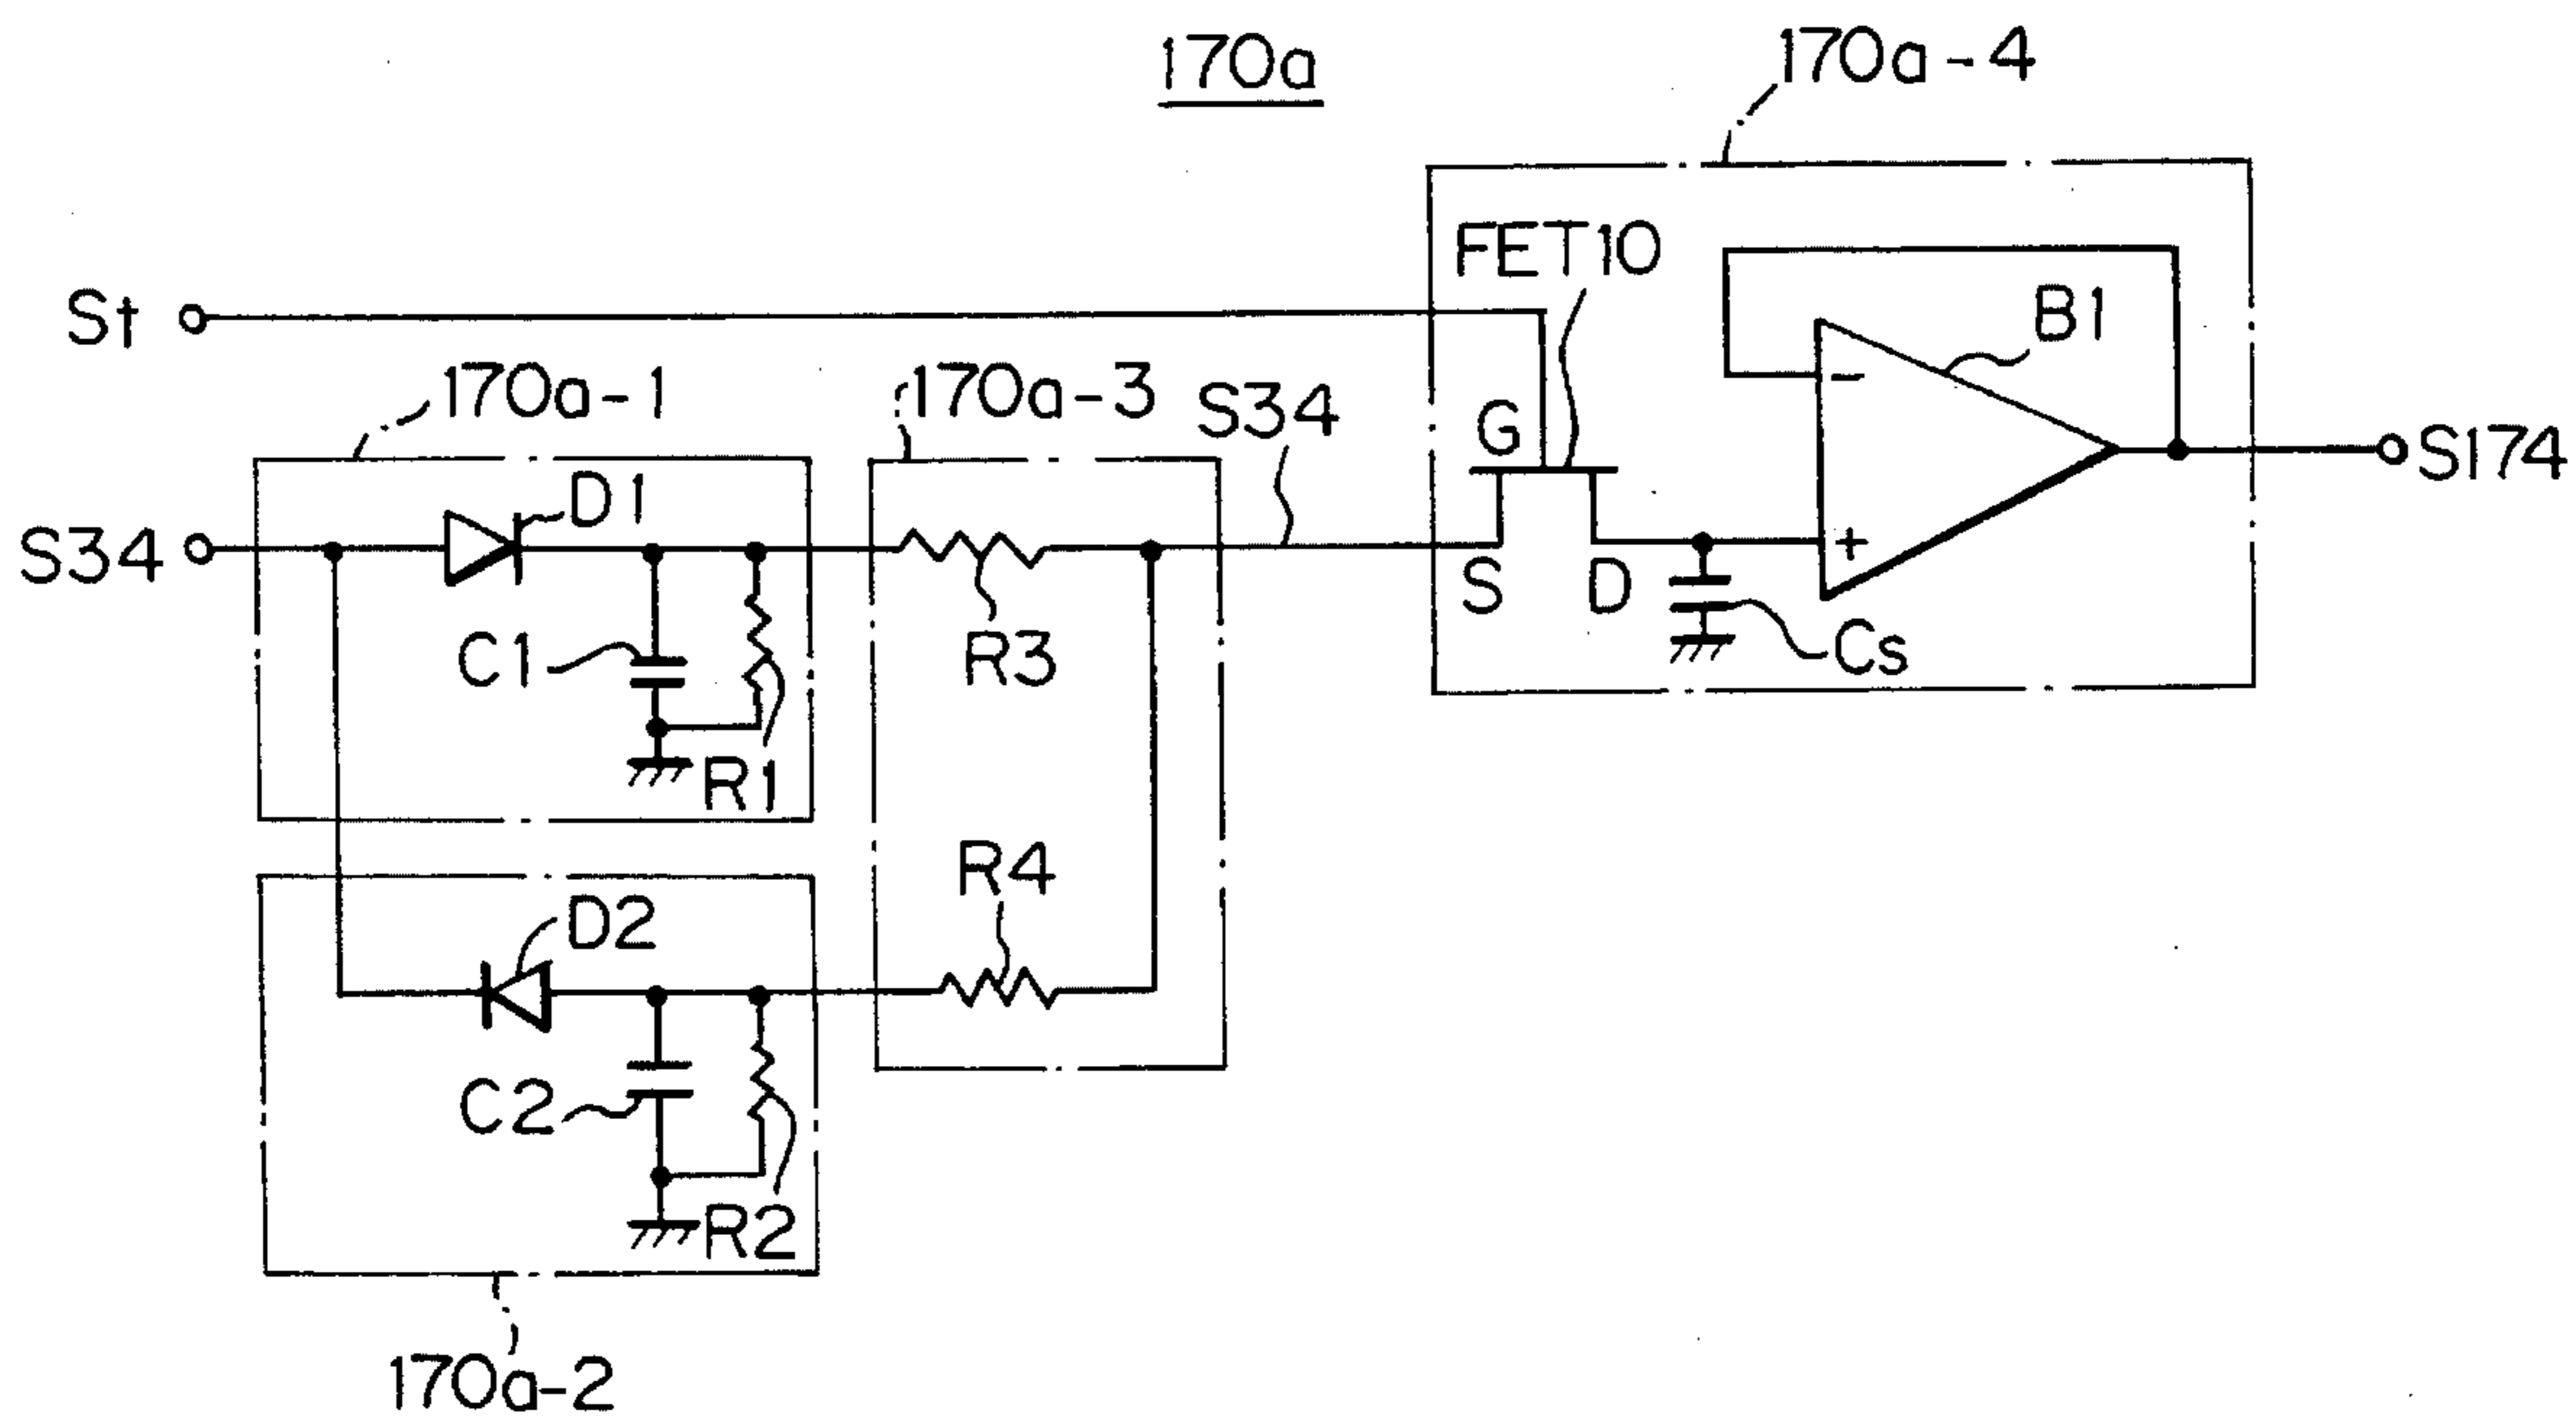 170a
170a-4
FET10
St
B1
170a-1
170a-3
S34
G
S174
D1
-
S34
+
S
D
C1
R3
Cs
R1
R4
D2
C2
R2
170a-2